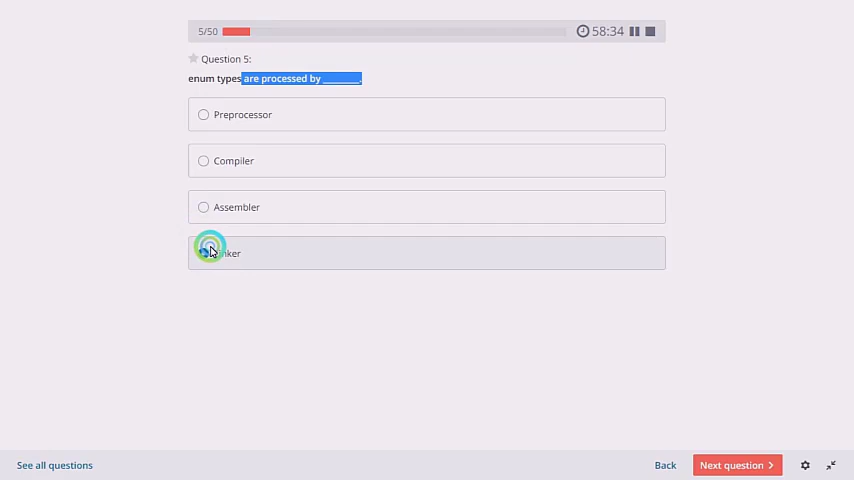 5/50
58:34
Question 5:
enum types are processed by ________.
Preprocessor
Compiler
Assembler
See all questions
Back
Next question